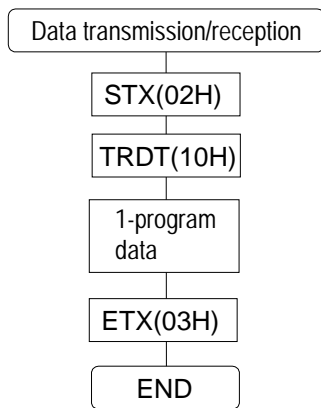 Data transmission/reception
STX(02H)
TRDT(10H)
1-program
data
ETX(03H)
END